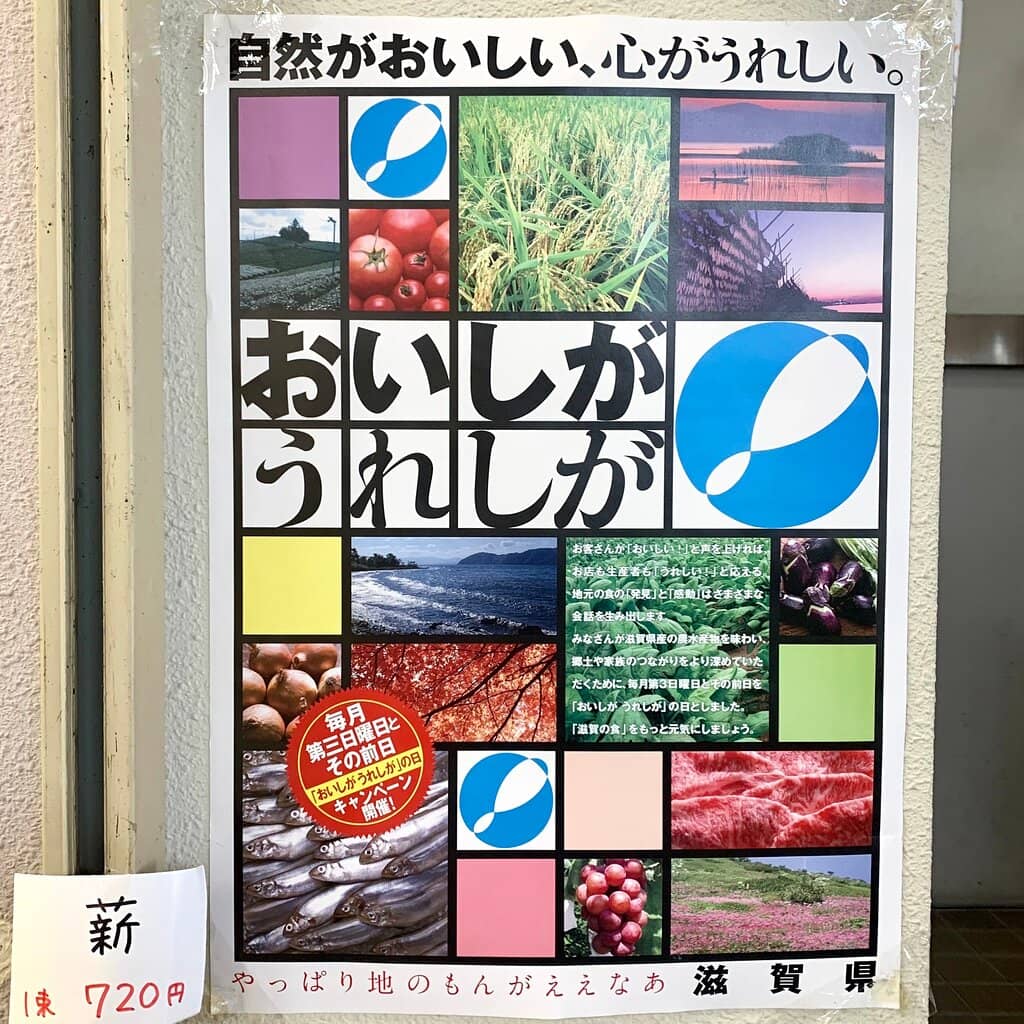 自然がおいしい、心がうれしい。
おいしが
うれしが
お客さんが「おいしい！」と声を上げれば、
お店も生産者も「うれしい！」と応える
地元の食の「発見」と「感動」はさまざまな
会話を生み出します
みなさんが滋賀県産の農水産物を味わい、
郷土や家族のつながりをより深めていた
だくために、毎月第3日曜日とその前日を
「おいしが うれしが」の日としました。
「滋賀の食」をもっと元気にしましょう。
毎月
第三日曜日と
その前日
「おいしがうれしが」の日
キャンペーン
開催！
やっぱり地のもんがええなあ 滋賀県
薪
1束 720円